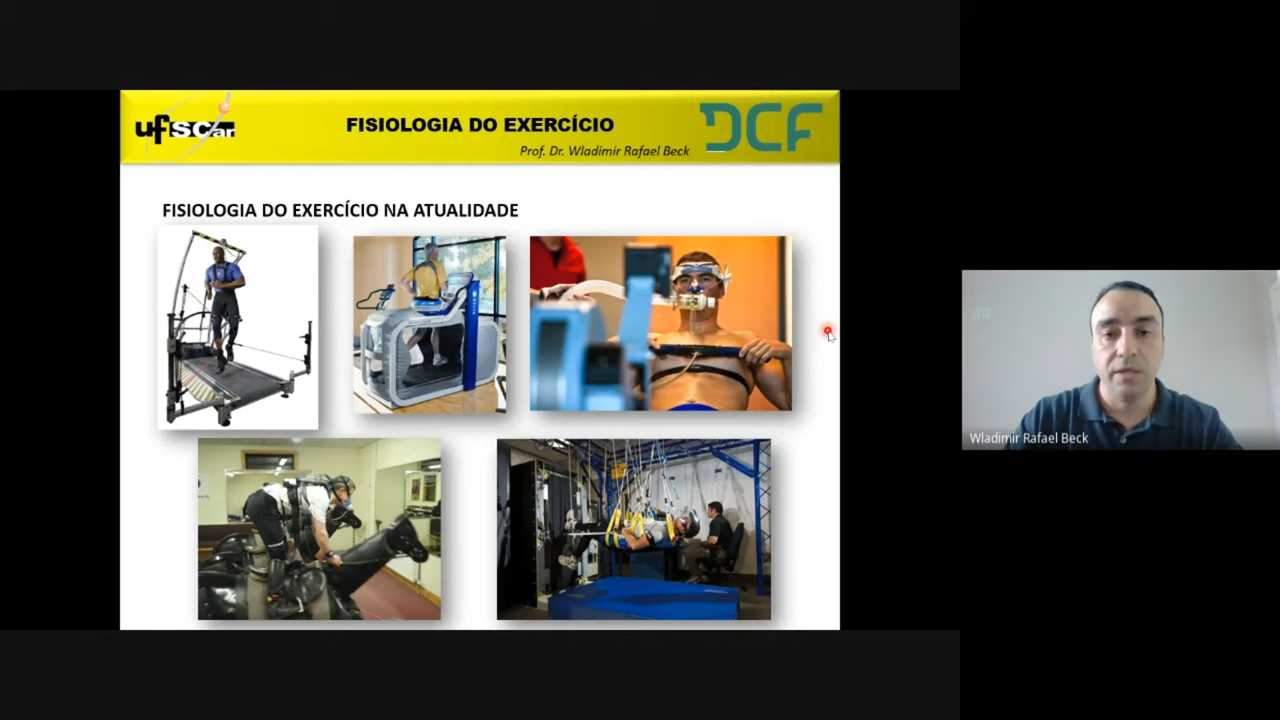 ufscar
FISIOLOGIA DO EXERCÍCIO
DCF
Prof. Dr. Wladimir Rafael Beck
FISIOLOGIA DO EXERCÍCIO NA ATUALIDADE
Wladimir Rafael Beck